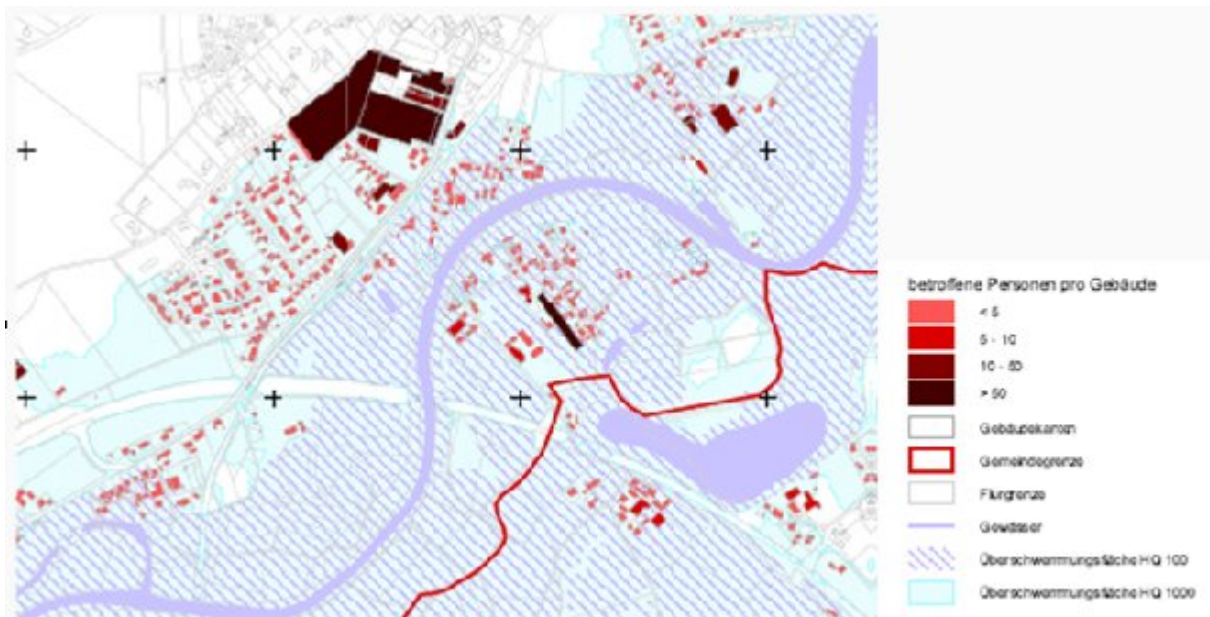 betroffene Personen pro Gebäude
< 5
5 - 10
10 - 50
> 50
Gebäudekanten
Gemeindegrenze
Flurgrenze
Gewässer
Überschwemmungsfläche HQ 100
Überschwemmungsfläche HQ 1000